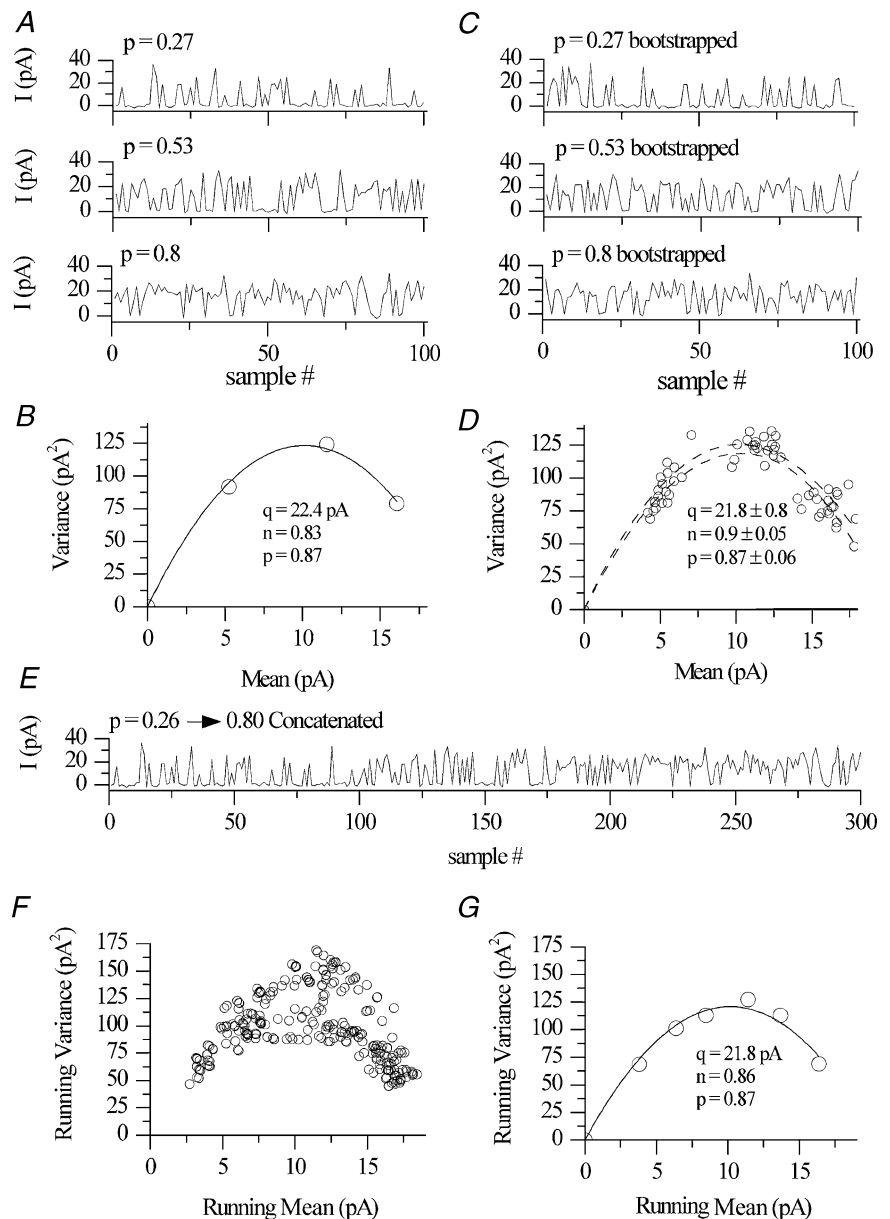 A
p = 0.27
I (pA)
40
20
0
p = 0.53
I (pA)
40
20
0
p = 0.8
I (pA)
40
20
0
0 50 100
sample #
C
p = 0.27 bootstrapped
I (pA)
40
20
0
p = 0.53 bootstrapped
I (pA)
40
20
0
p = 0.8 bootstrapped
I (pA)
40
20
0
0 50 100
sample #
B
Variance (pA²)
125
100
75
50
25
0
q = 22.4 pA
n = 0.83
p = 0.87
0 5 10 15
Mean (pA)
D
Variance (pA²)
125
100
75
50
25
0
q = 21.8 ± 0.8
n = 0.9 ± 0.05
p = 0.87 ± 0.06
0 5 10 15
Mean (pA)
E
p = 0.26 → 0.80 Concatenated
I (pA)
40
20
0
0 50 100 150 200 250 300
sample #
F
Running Variance (pA²)
175
150
125
100
75
50
25
0
0 5 10 15
Running Mean (pA)
G
Running Variance (pA²)
175
150
125
100
75
50
25
0
q = 21.8 pA
n = 0.86
p = 0.87
0 5 10 15
Running Mean (pA)